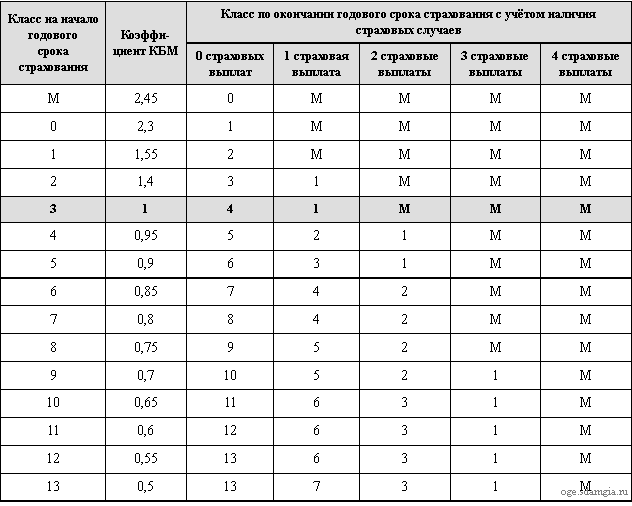 Класс на начало годового срока страхования | Коэффи-циент КБМ | Класс по окончании годового срока страхования с учётом наличия страховых случаев
0 страховых выплат | 1 страховая выплата | 2 страховые выплаты | 3 страховые выплаты | 4 страховые выплаты
М 2,45 0 М М М М
0 2,3 1 М М М М
1 1,55 2 М М М М
2 1,4 3 1 М М М
3 1 4 1 М М М
4 0,95 5 2 1 М М
5 0,9 6 3 1 М М
6 0,85 7 4 2 М М
7 0,8 8 4 2 М М
8 0,75 9 5 2 М М
9 0,7 10 5 2 1 М
10 0,65 11 6 3 1 М
11 0,6 12 6 3 1 М
12 0,55 13 6 3 1 М
13 0,5 13 7 3 1 М
oge.sdamgia.ru